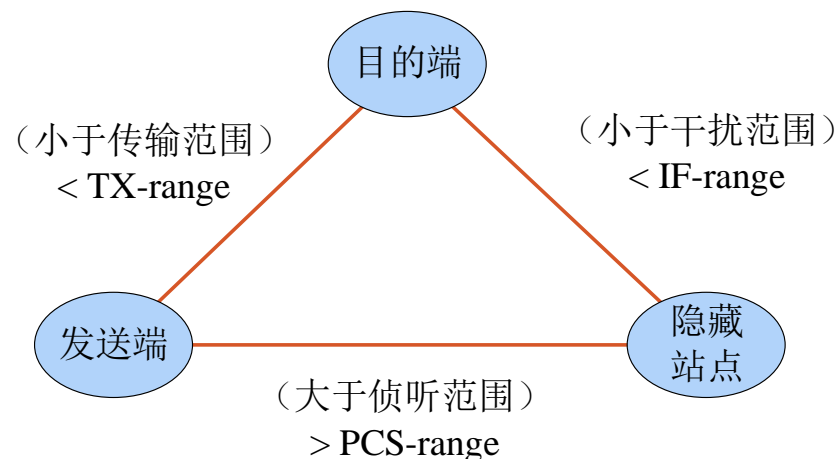 目的端
（小于传输范围）
< TX-range
（小于干扰范围）
< IF-range
发送端
隐藏
站点
（大于侦听范围）
> PCS-range